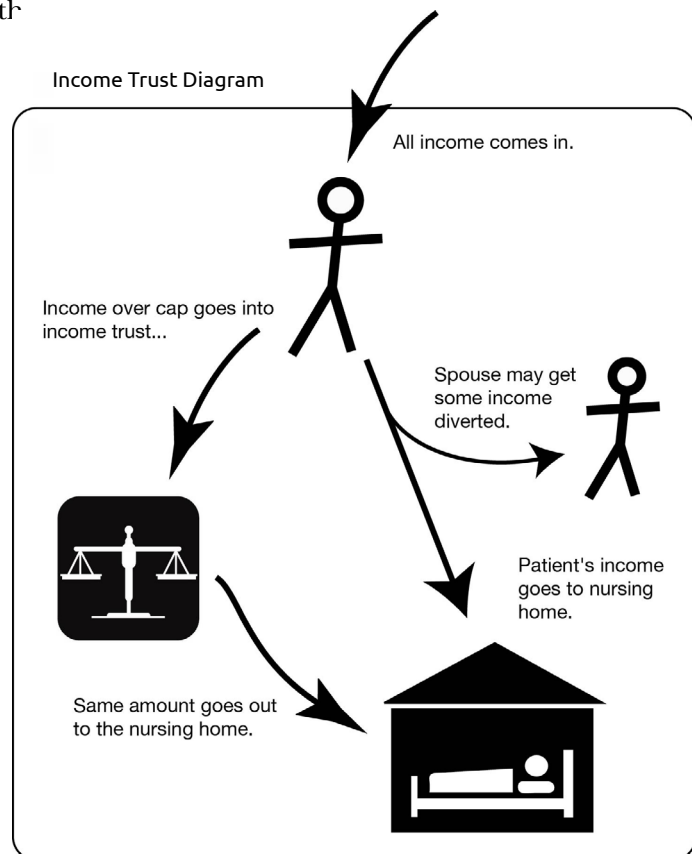 Income Trust Diagram
All income comes in.
Income over cap goes into
income trust...
Spouse may get
some income
diverted.
Patient's income
goes to nursing
home.
Same amount goes out
to the nursing home.